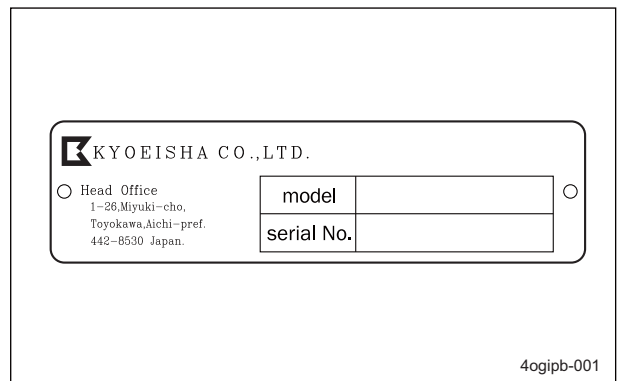 KYOEISHA CO.,LTD.
Head Office
1-26,Miyuki-cho,
Toyokawa,Aichi-pref.
442-8530 Japan.
model
serial No.
4ogipb-001